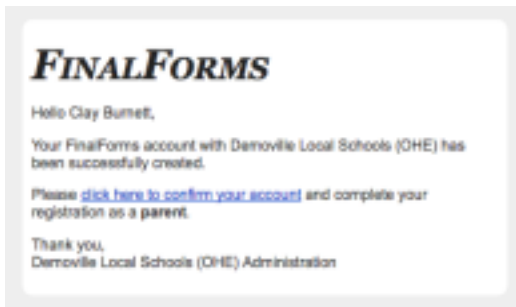 FINALFORMS
Hello Clay Burnett,
Your FinalForms account with Demoville Local Schools (OHE) has
been successfully created.
Please click here to confirm your account and complete your
registration as a parent.
Thank you,
Demoville Local Schools (OHE) Administration